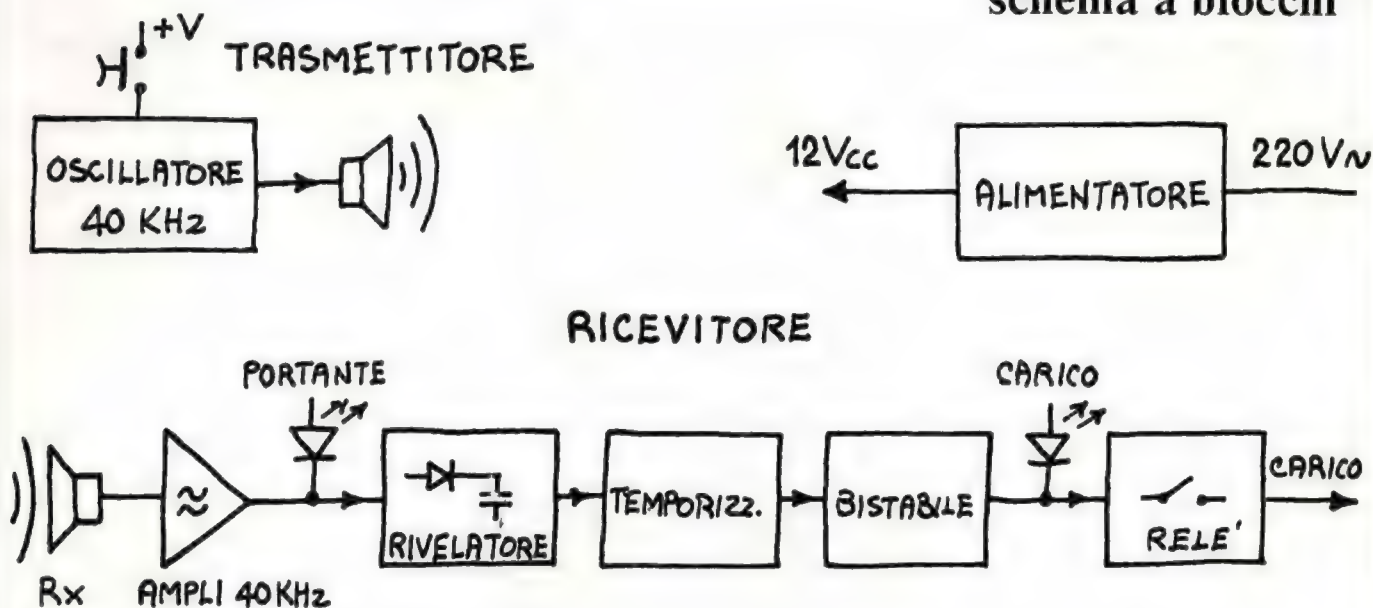 schema a blocchi
+V
TRASMETTITORE
OSCILLATORE
40 KHz
12Vcc
ALIMENTATORE
220 V~
RICEVITORE
PORTANTE
CARICO
RIVELATORE
TEMPORIZZ.
BISTABILE
RELE'
CARICO
Rx
AMPLI 40KHz